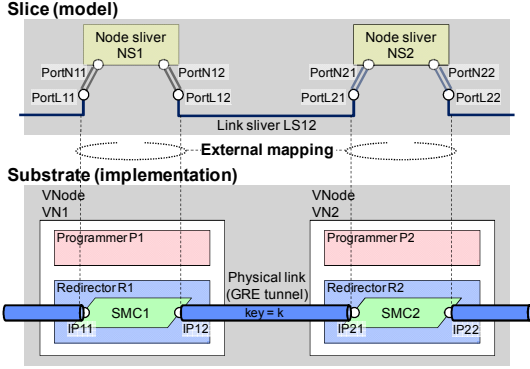 Slice (model)
Node sliver
NS1
Node sliver
NS2
PortN11
PortN12
PortN21
PortN22
PortL11
PortL12
PortL21
PortL22
Link sliver LS12
External mapping
Substrate (implementation)
VNode
VN1
VNode
VN2
Programmer P1
Programmer P2
Physical link
(GRE tunnel)
Redirector R1
Redirector R2
SMC1
key = k
SMC2
IP11
IP12
IP21
IP22